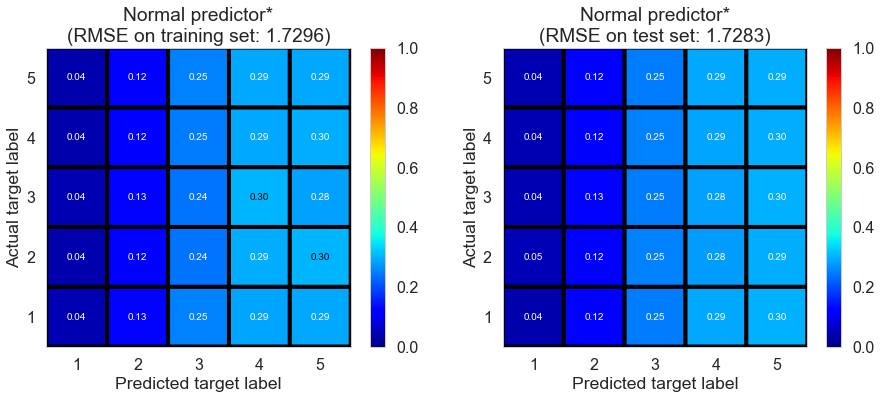 Normal predictor*
(RMSE on training set: 1.7296)
5 0.04 0.12 0.25 0.29 0.29
4 0.04 0.12 0.25 0.29 0.30
3 0.04 0.13 0.24 0.30 0.28
2 0.04 0.12 0.24 0.29 0.30
1 0.04 0.13 0.25 0.29 0.29
1 2 3 4 5
Actual target label
Predicted target label
1.0
0.8
0.6
0.4
0.2
0.0
Normal predictor*
(RMSE on test set: 1.7283)
5 0.04 0.12 0.25 0.29 0.29
4 0.04 0.12 0.25 0.29 0.30
3 0.04 0.13 0.25 0.28 0.30
2 0.05 0.12 0.25 0.28 0.29
1 0.04 0.12 0.25 0.29 0.30
1 2 3 4 5
Actual target label
Predicted target label
1.0
0.8
0.6
0.4
0.2
0.0